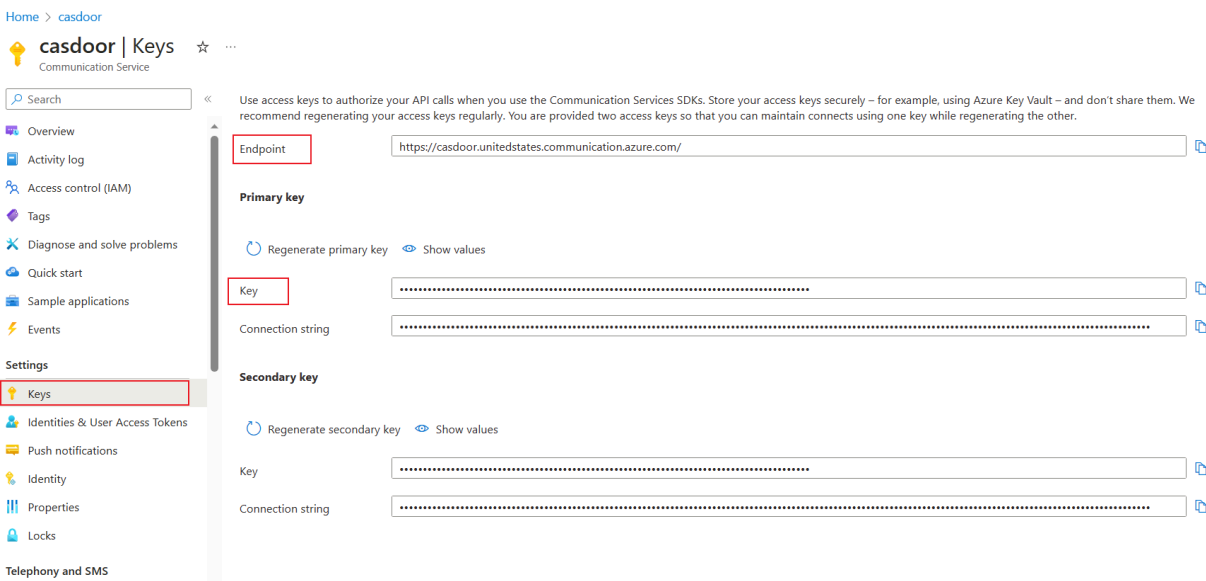 Home > casdoor
casdoor | Keys ☆ ...
Communication Service
Search «
Overview
Activity log
Access control (IAM)
Tags
Diagnose and solve problems
Quick start
Sample applications
Events
Settings
Keys
Identities & User Access Tokens
Push notifications
Identity
Properties
Locks
Telephony and SMS
Use access keys to authorize your API calls when you use the Communication Services SDKs. Store your access keys securely – for example, using Azure Key Vault – and don't share them. We
recommend regenerating your access keys regularly. You are provided two access keys so that you can maintain connects using one key while regenerating the other.
Endpoint https://casdoor.unitedstates.communication.azure.com/
Primary key
Regenerate primary key Show values
Key
Connection string
Secondary key
Regenerate secondary key Show values
Key
Connection string